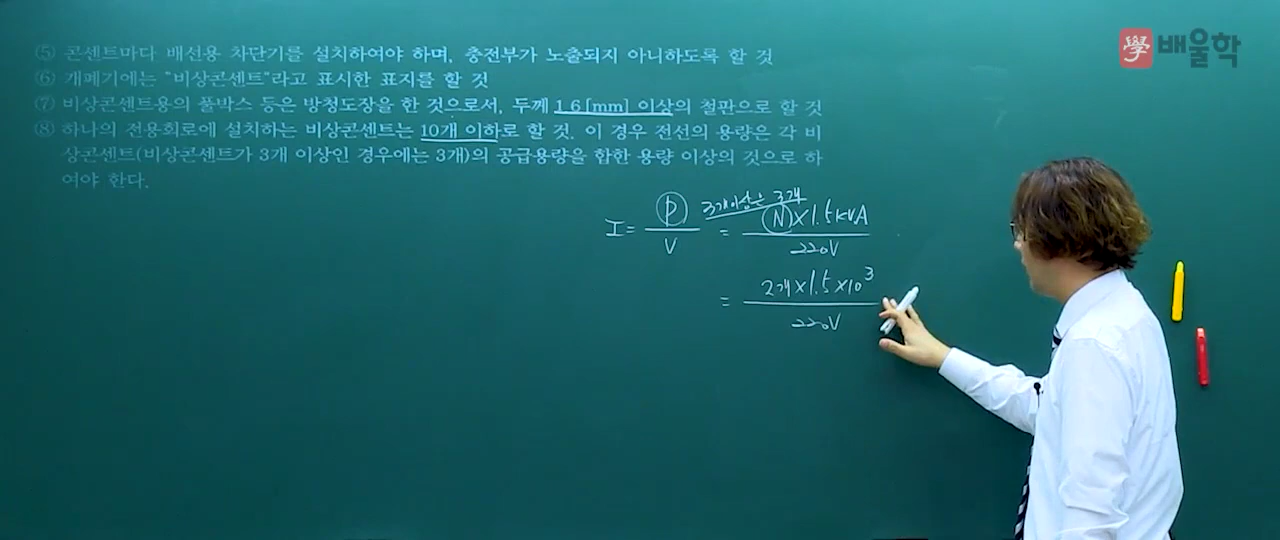 ⑤ 콘센트마다 배선용 차단기를 설치하여야 하며, 충전부가 노출되지 아니하도록 할 것
⑥ 개폐기에는 "비상콘센트"라고 표시한 표지를 할 것
⑦ 비상콘센트용의 풀박스 등은 방청도장을 한 것으로서, 두께 1.6[mm] 이상의 철판으로 할 것
⑧ 하나의 전용회로에 설치하는 비상콘센트는 10개 이하로 할 것. 이 경우 전선의 용량은 각 비
상콘센트(비상콘센트가 3개 이상인 경우에는 3개)의 공급용량을 합한 용량 이상의 것으로 하
여야 한다.
學 배울학
3개이상은 3개
I = P / V = N × 1.5kVA / 220V
= 2개 × 1.5 × 10³ / 220V